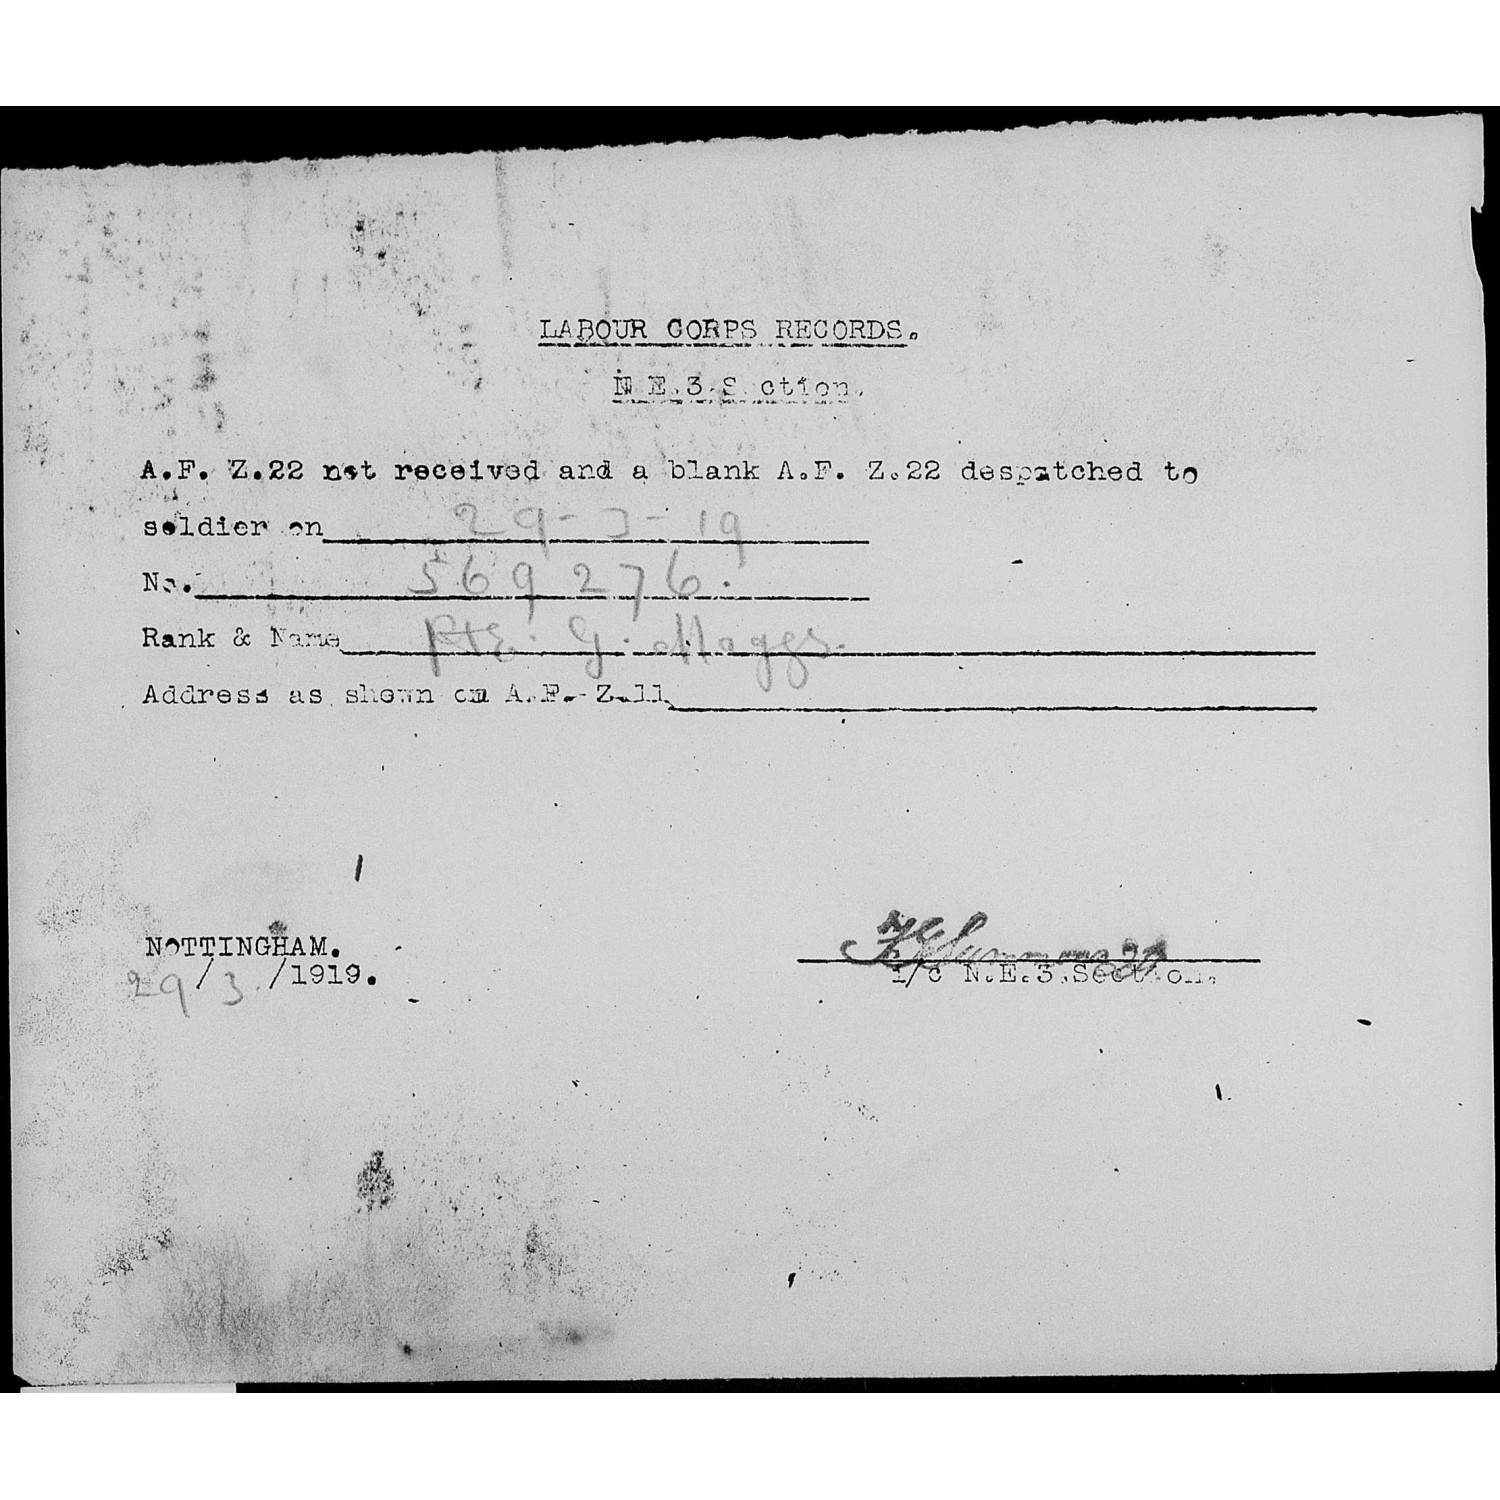 LABOUR CORPS RECORDS.
N.E.3.Section.
A.F. Z.22 not received and a blank A.F. Z.22 despatched to
soldier on 29-3-19
No. 569276.
Rank & Name Pte. G. Maggs.
Address as shown on A.F. Z.11
NOTTINGHAM.
29/3/1919.
i/c N.E.3.Section.